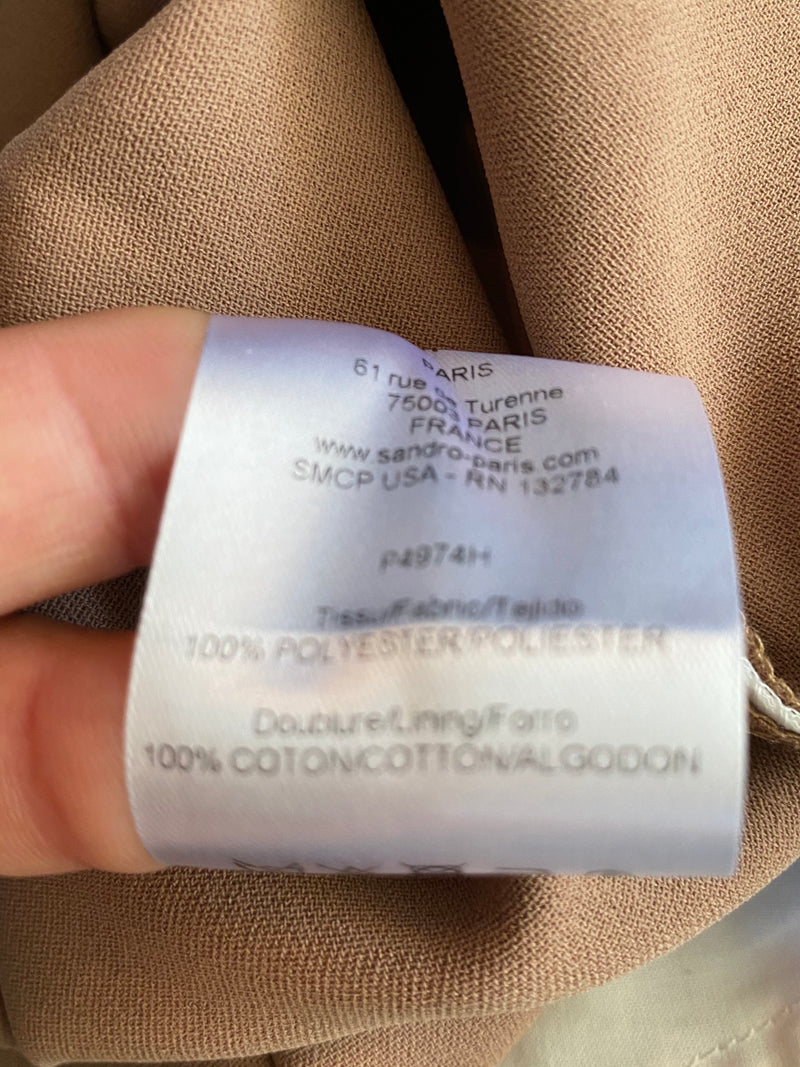 PARIS
61 rue de Turenne
75003 PARIS
FRANCE
www.sandro-paris.com
SMCP USA - RN 132784
P4974H
Tissu/Fabric/Tejido
100% POLYESTER/POLIESTER
Doublure/Lining/Forro
100% COTON/COTTON/ALGODON